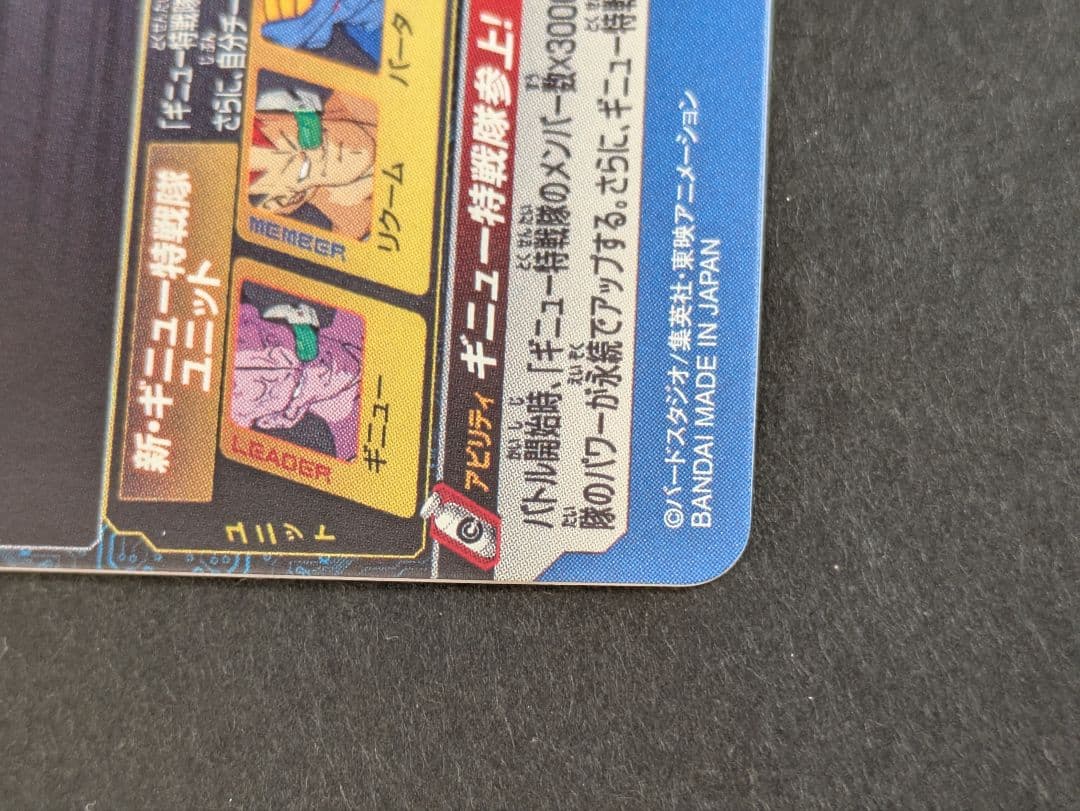 「ギニュー特戦隊
さらに、自分チー
新・ギニュー特戦隊
ユニット
ユニット
LEADER
ギニュー
MEMBER
リクーム
バータ
アビリティ ギニュー特戦隊参上!
バトル開始時、「ギニュー特戦隊のメンバー数×3000
隊のパワーが永続でアップする。さらに、ギニュー特戦
©バードスタジオ/集英社・東映アニメーション
BANDAI MADE IN JAPAN